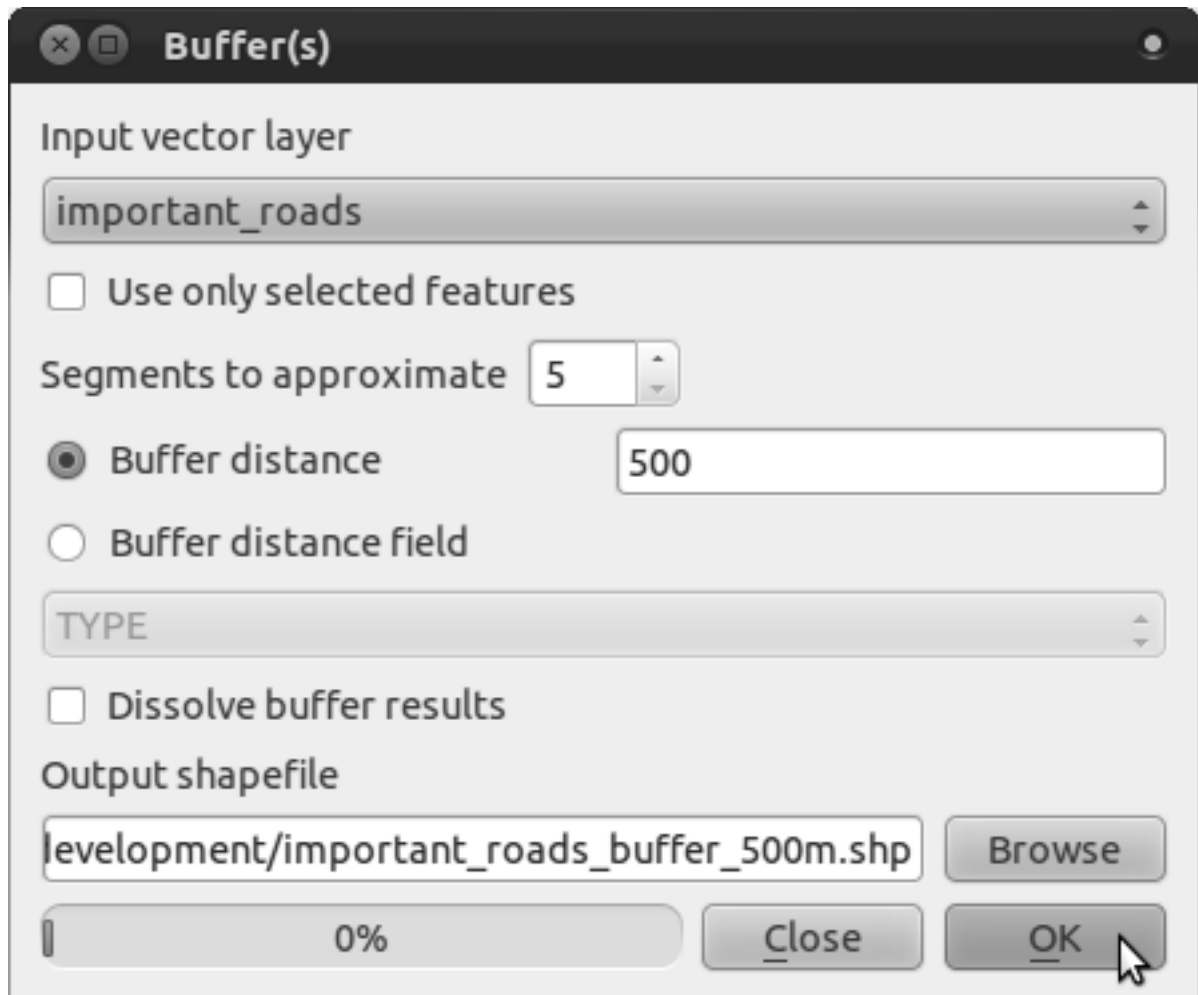 Buffer(s)
Input vector layer
important_roads
Use only selected features
Segments to approximate 5
Buffer distance 500
Buffer distance field
TYPE
Dissolve buffer results
Output shapefile
levelopment/important_roads_buffer_500m.shp Browse
0% Close OK